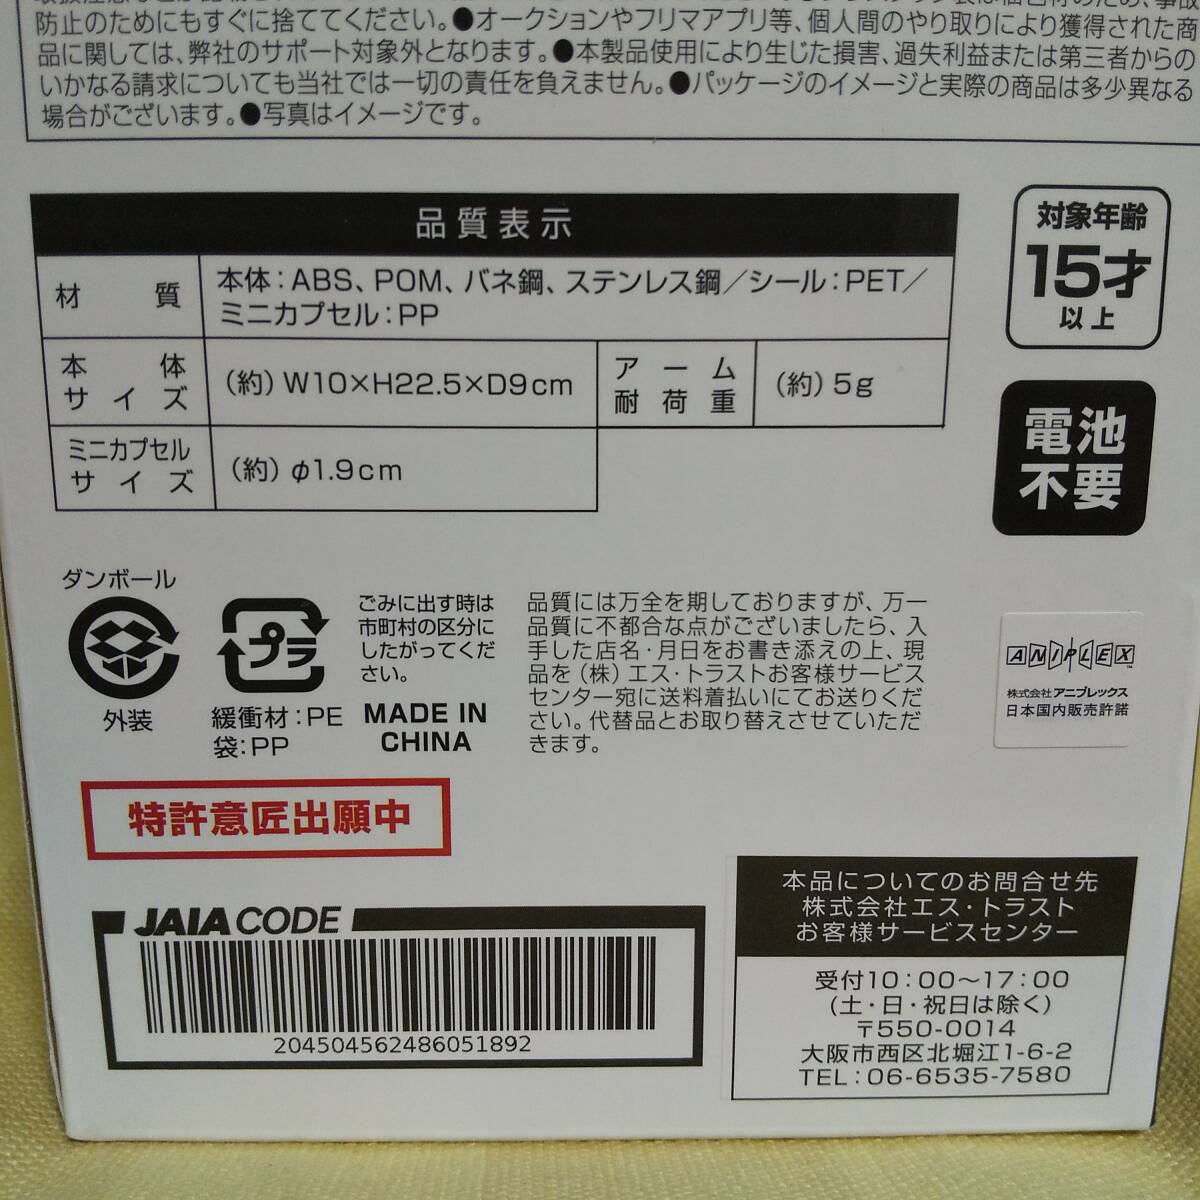 防止のためにもすぐに捨ててください。●オークションやフリマアプリ等、個人間のやり取りにより獲得された商
品に関しては、弊社のサポート対象外となります。●本製品使用により生じた損害、過失利益または第三者からの
いかなる請求についても当社では一切の責任を負えません。●パッケージのイメージと実際の商品は多少異なる
場合がございます。●写真はイメージです。
品質表示
材質
本体：ABS、POM、バネ鋼、ステンレス鋼／シール：PET／
ミニカプセル：PP
本体
サイズ
（約）W10×H22.5×D9cm
アーム
耐荷重
（約）5g
ミニカプセル
サイズ
（約）φ1.9cm
対象年齢
15才
以上
電池
不要
ダンボール
外装
プラ
緩衝材：PE
袋：PP
ごみに出す時は
市町村の区分に
したがってくだ
さい。
MADE IN
CHINA
品質には万全を期しておりますが、万一
品質に不都合な点がございましたら、入
手した店名・月日をお書き添えの上、現
品を（株）エス・トラストお客様サービス
センター宛に送料着払いにてお送りくだ
さい。代替品とお取り替えさせていただ
きます。
ANIPLEX
株式会社アニプレックス
日本国内販売許諾
特許意匠出願中
JAIA CODE
204504562486051892
本品についてのお問合せ先
株式会社エス・トラスト
お客様サービスセンター
受付10：00〜17：00
(土・日・祝日は除く)
〒550-0014
大阪市西区北堀江1-6-2
TEL：06-6535-7580